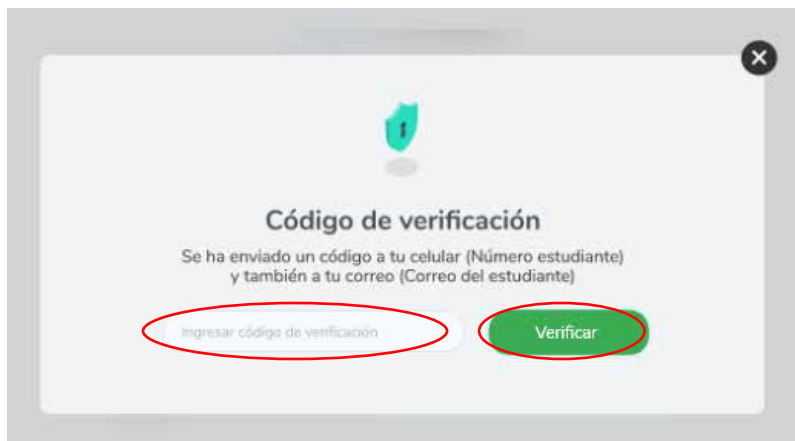 Código de verificación
Se ha enviado un código a tu celular (Número estudiante)
y también a tu correo (Correo del estudiante)
Ingresar código de verificación
Verificar